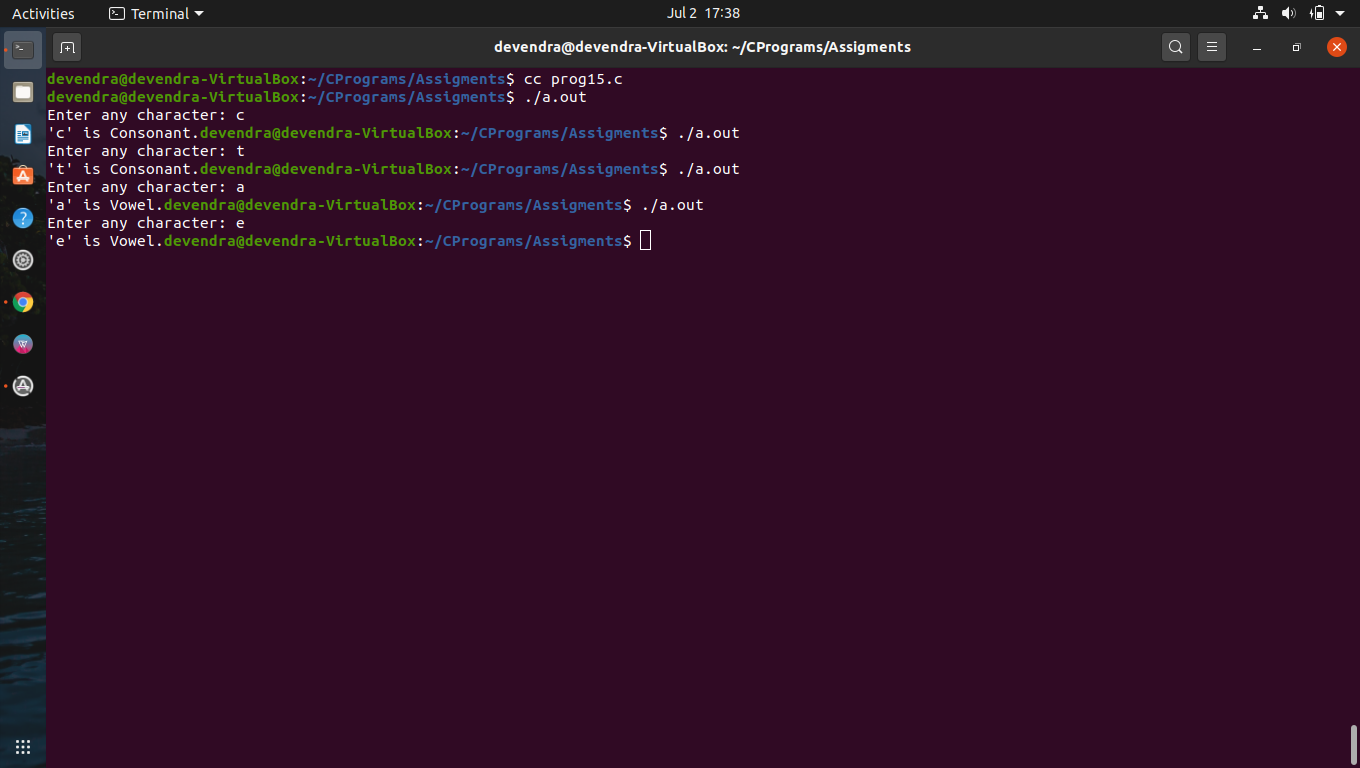 Activities Terminal Jul 2 17:38
devendra@devendra-VirtualBox: ~/CPrograms/Assigments
devendra@devendra-VirtualBox:~/CPrograms/Assigments$ cc prog15.c
devendra@devendra-VirtualBox:~/CPrograms/Assigments$ ./a.out
Enter any character: c
'c' is Consonant.devendra@devendra-VirtualBox:~/CPrograms/Assigments$ ./a.out
Enter any character: t
't' is Consonant.devendra@devendra-VirtualBox:~/CPrograms/Assigments$ ./a.out
Enter any character: a
'a' is Vowel.devendra@devendra-VirtualBox:~/CPrograms/Assigments$ ./a.out
Enter any character: e
'e' is Vowel.devendra@devendra-VirtualBox:~/CPrograms/Assigments$